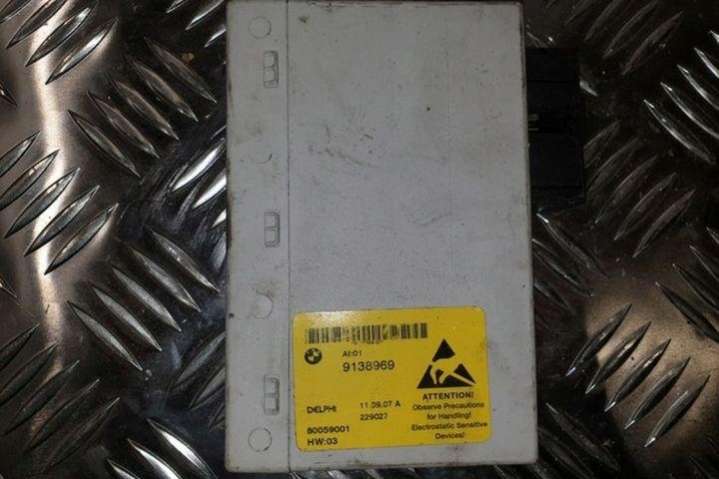 AI:01
9138969
DELPHI 11.09.07 A
229027
80059001
HW:03
ATTENTION!
Observe Precautions
for Handling!
Electrostatic Sensitive
Devices!